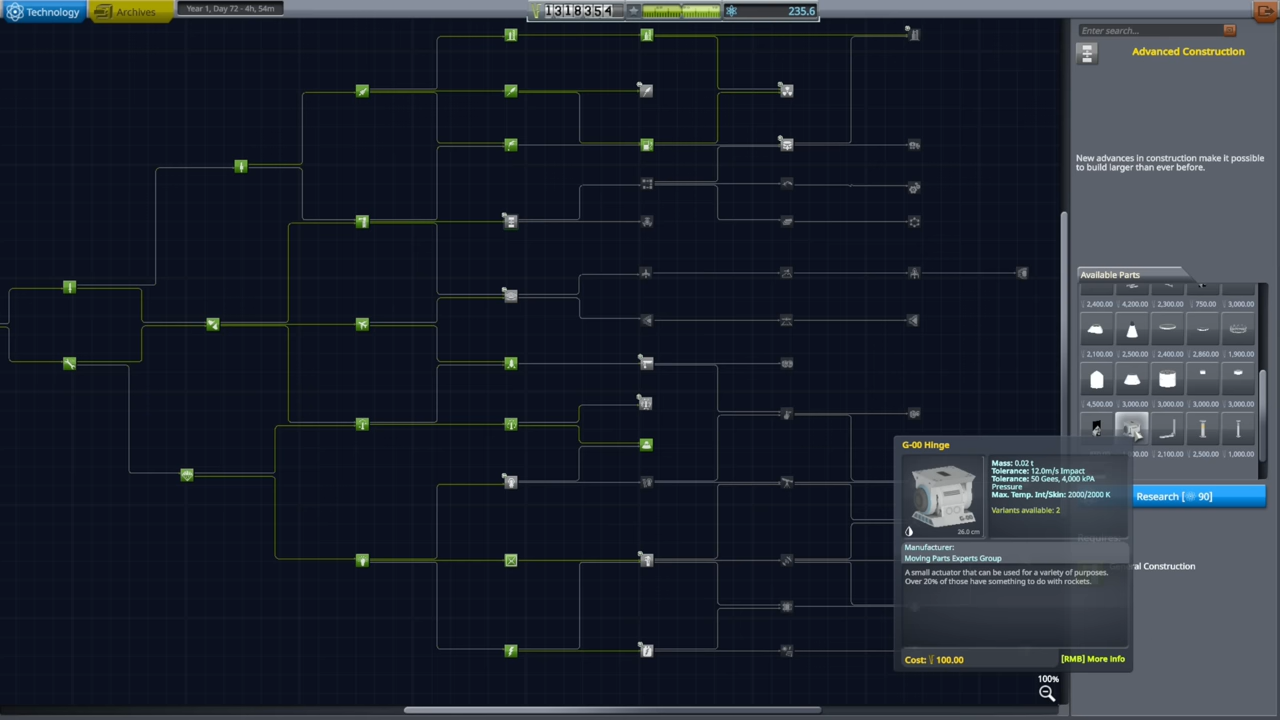 Technology
Archives
Year 1, Day 72 - 4h, 54m
1318354
235.6
Enter search...
Advanced Construction
New advances in construction make it possible
to build larger than ever before.
Available Parts
2,400.00 4,200.00 2,300.00 750.00 3,000.00
2,100.00 2,500.00 2,400.00 2,860.00 1,900.00
4,500.00 3,000.00 3,000.00 3,000.00 3,000.00
2,100.00 2,500.00 1,000.00
G-00 Hinge
Mass: 0.02 t
Tolerance: 12.0m/s Impact
Tolerance: 50 Gees, 4,000 kPA
Pressure
Max. Temp. Int/Skin: 2000/2000 K
Variants available: 2
26.0 cm
Research [90]
Manufacturer:
Moving Parts Experts Group
A small actuator that can be used for a variety of purposes.
Over 20% of those have something to do with rockets.
Construction
Cost: 100.00
[RMB] More Info
100%